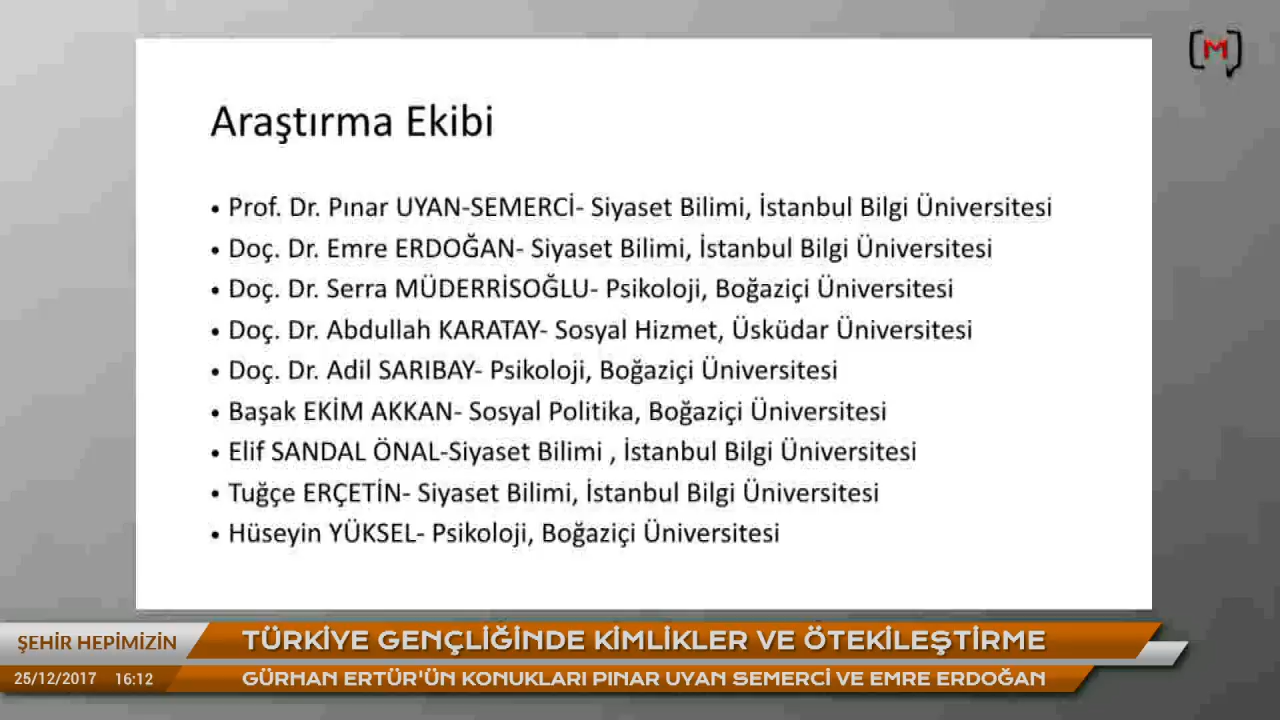 [M]
Araştırma Ekibi
• Prof. Dr. Pınar UYAN-SEMERCİ- Siyaset Bilimi, İstanbul Bilgi Üniversitesi
• Doç. Dr. Emre ERDOĞAN- Siyaset Bilimi, İstanbul Bilgi Üniversitesi
• Doç. Dr. Serra MÜDERRİSOĞLU- Psikoloji, Boğaziçi Üniversitesi
• Doç. Dr. Abdullah KARATAY- Sosyal Hizmet, Üsküdar Üniversitesi
• Doç. Dr. Adil SARIBAY- Psikoloji, Boğaziçi Üniversitesi
• Başak EKİM AKKAN- Sosyal Politika, Boğaziçi Üniversitesi
• Elif SANDAL ÖNAL-Siyaset Bilimi , İstanbul Bilgi Üniversitesi
• Tuğçe ERÇETİN- Siyaset Bilimi, İstanbul Bilgi Üniversitesi
• Hüseyin YÜKSEL- Psikoloji, Boğaziçi Üniversitesi
ŞEHİR HEPİMİZİN
TÜRKİYE GENÇLİĞİNDE KİMLİKLER VE ÖTEKİLEŞTİRME
25/12/2017 16:12
GÜRHAN ERTÜR'ÜN KONUKLARI PINAR UYAN SEMERCİ VE EMRE ERDOĞAN